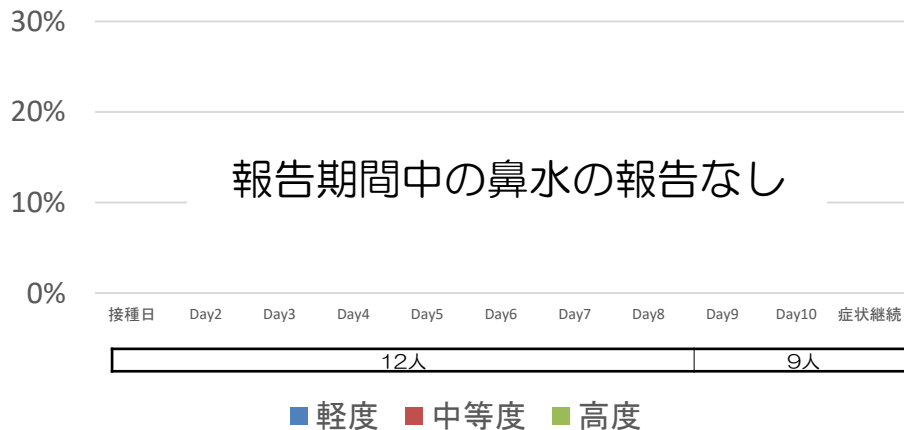 30%
20%
報告期間中の鼻水の報告なし
10%
0%
接種日 Day2 Day3 Day4 Day5 Day6 Day7 Day8 Day9 Day10 症状継続
12人 9人
軽度 中等度 高度